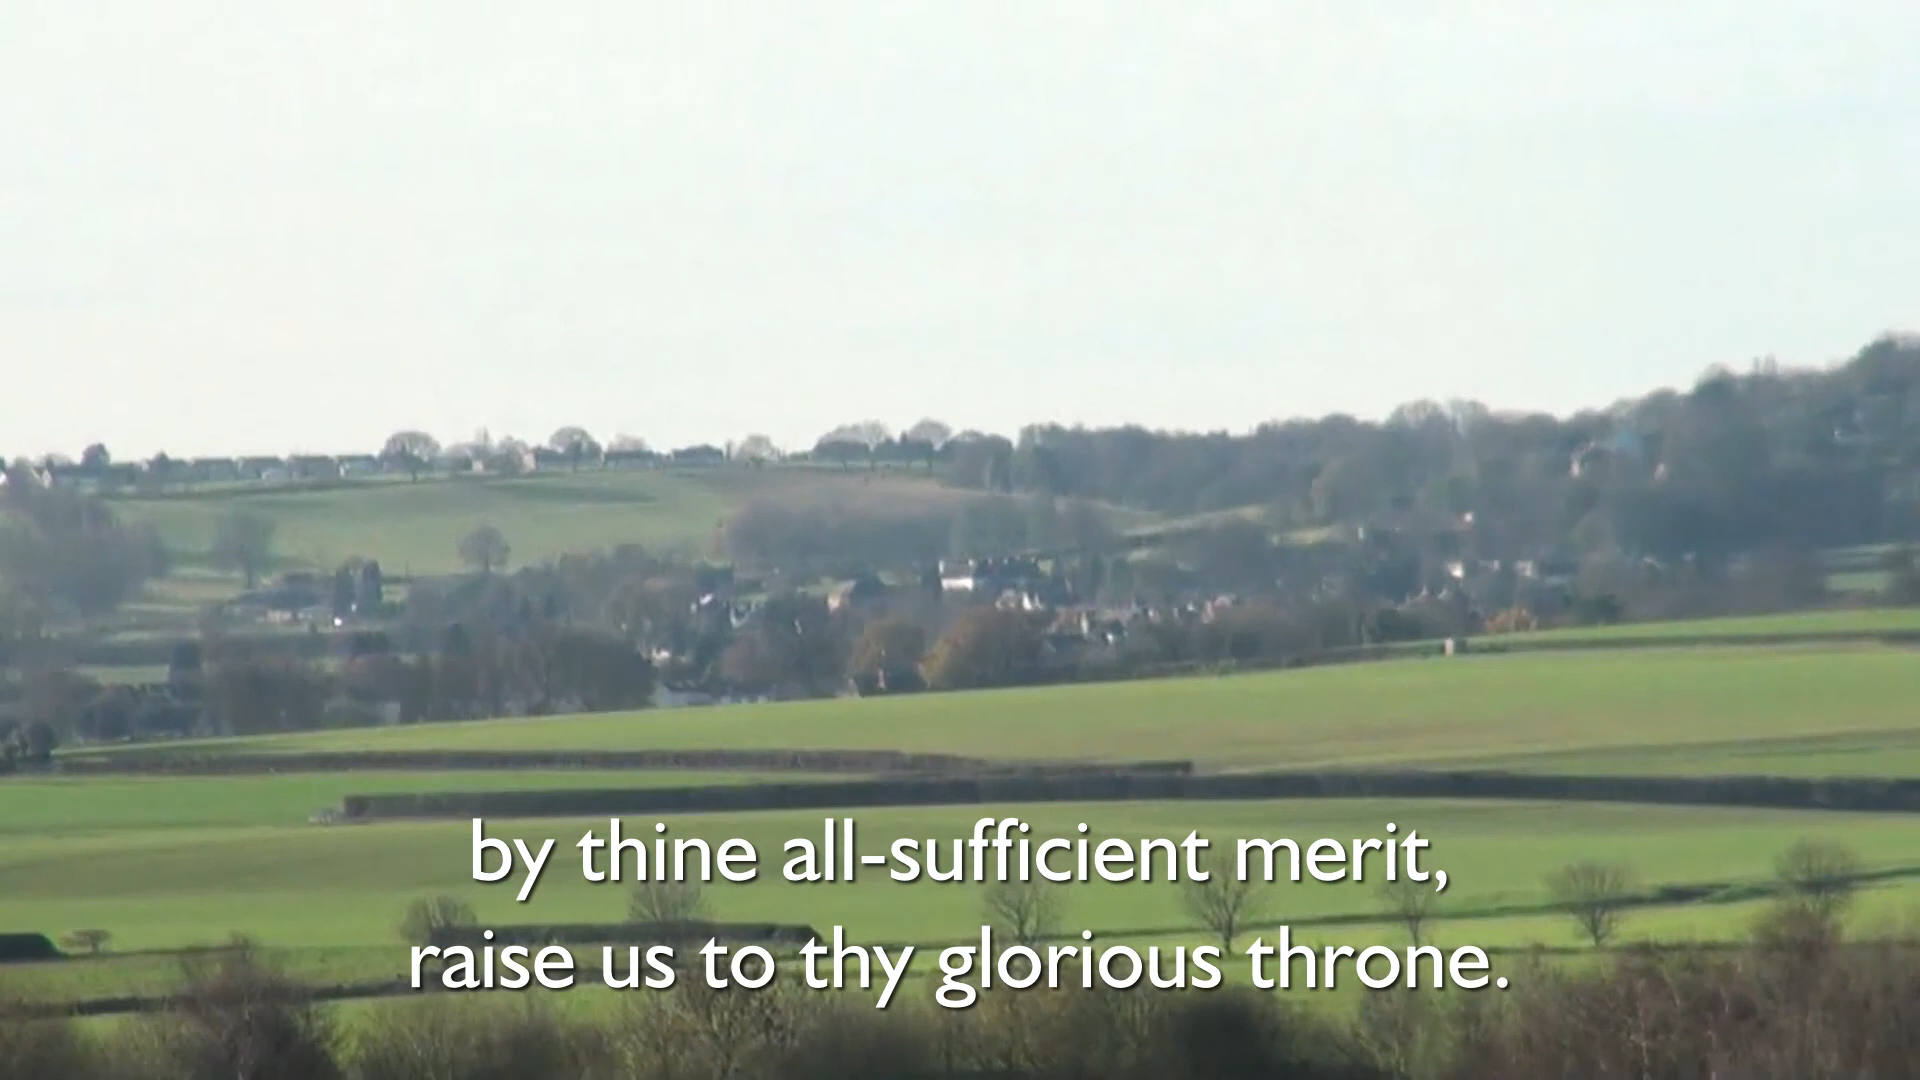 by thine all-sufficient merit,
raise us to thy glorious throne.